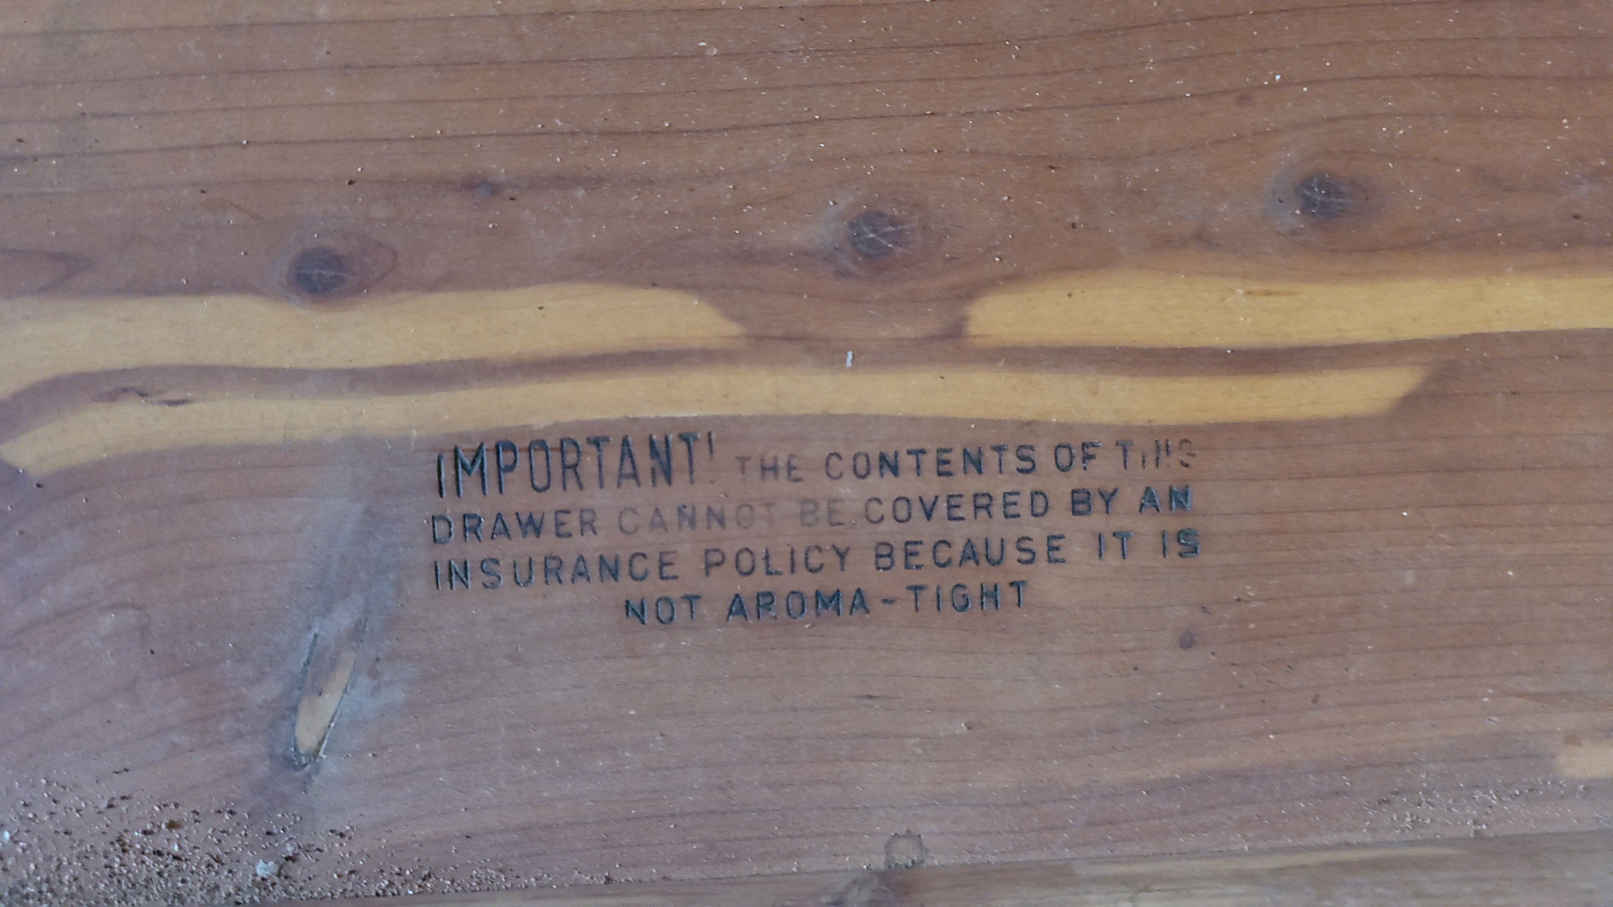 IMPORTANT! THE CONTENTS OF THIS
DRAWER CANNOT BE COVERED BY AN
INSURANCE POLICY BECAUSE IT IS
NOT AROMA-TIGHT